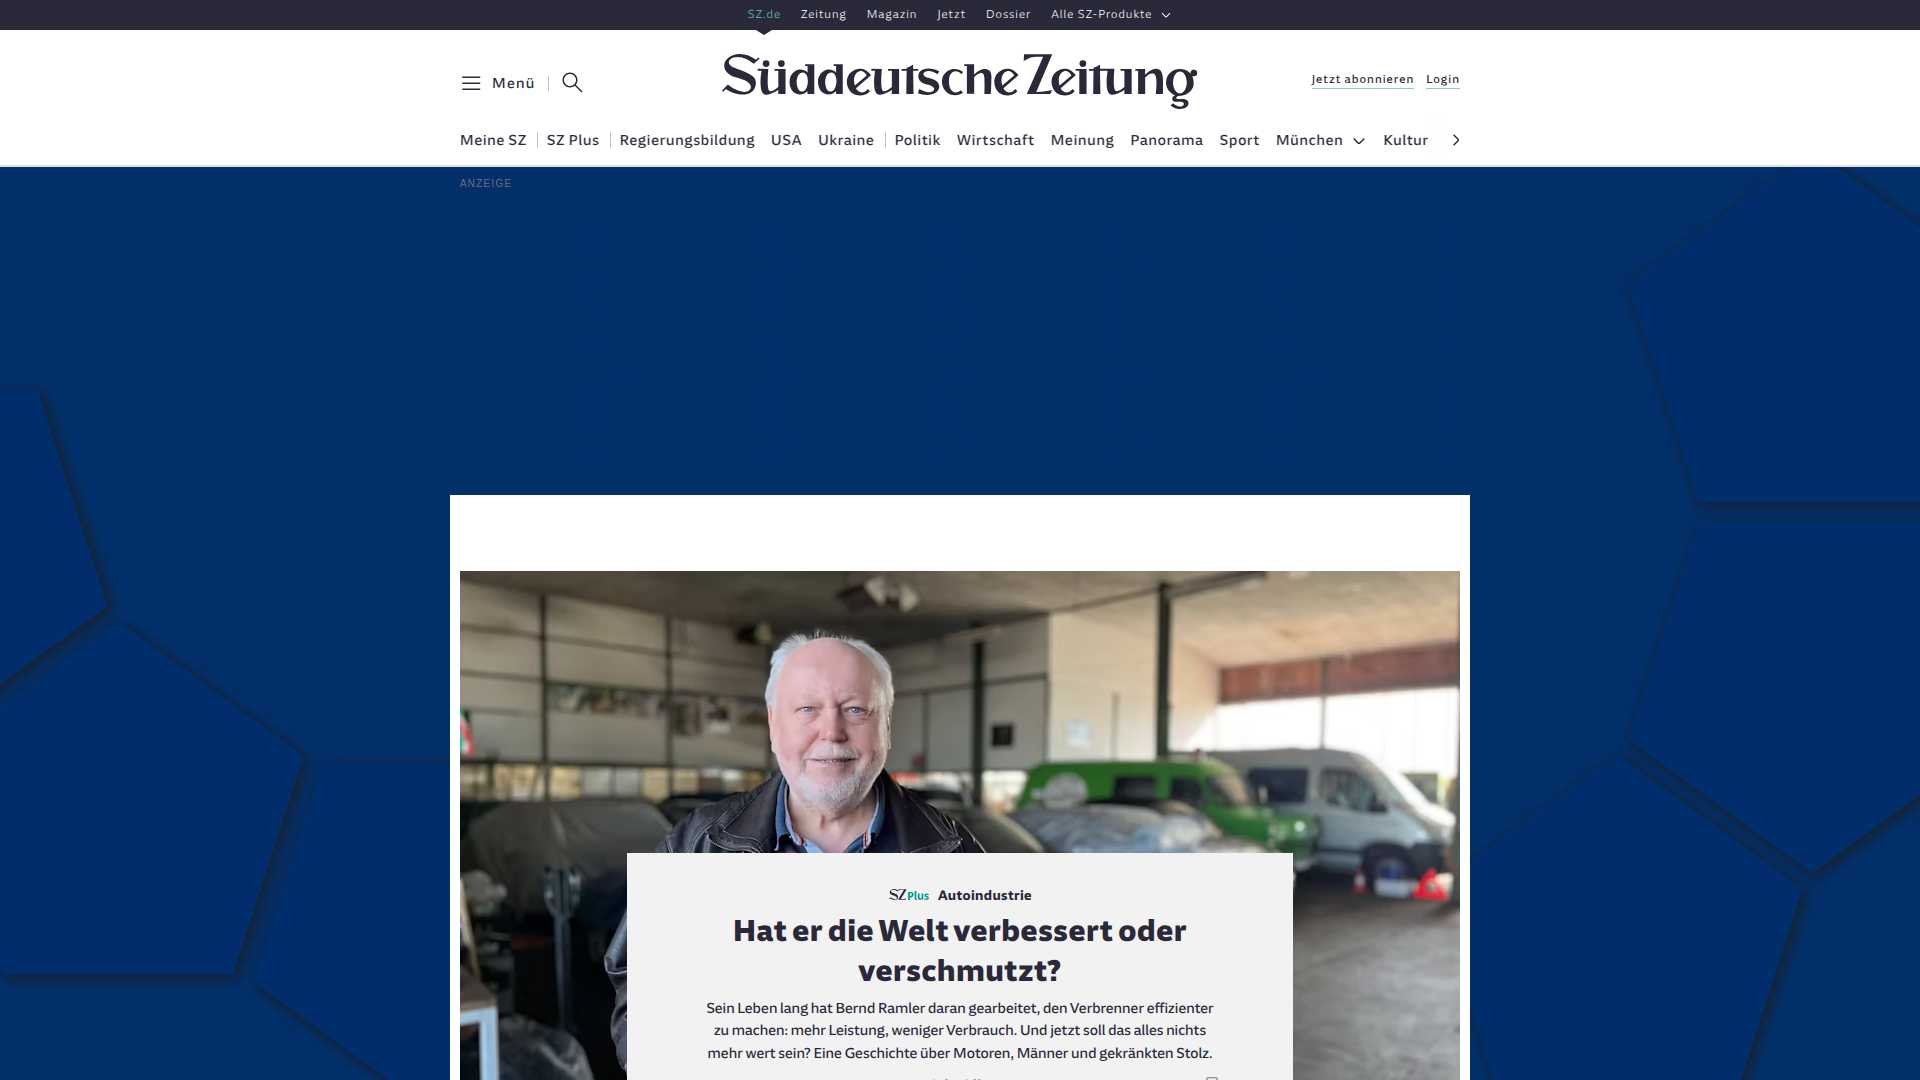 SZ.de Zeitung Magazin Jetzt Dossier Alle SZ-Produkte
Menü
Süddeutsche Zeitung
Jetzt abonnieren Login
Meine SZ SZ Plus Regierungsbildung USA Ukraine Politik Wirtschaft Meinung Panorama Sport München Kultur
ANZEIGE
SZ Plus Autoindustrie
Hat er die Welt verbessert oder
verschmutzt?
Sein Leben lang hat Bernd Ramler daran gearbeitet, den Verbrenner effizienter
zu machen: mehr Leistung, weniger Verbrauch. Und jetzt soll das alles nichts
mehr wert sein? Eine Geschichte über Motoren, Männer und gekränkten Stolz.